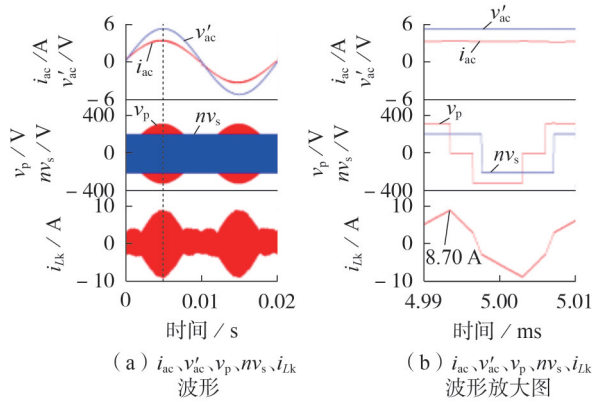 i_ac / A
v′_ac / V
6
0
−6
v′_ac
i_ac
v_p / V
nv_s / V
400
0
−400
v_p
nv_s
i_Lk / A
10
0
−10
0
0.01
0.02
时间 / s
(a) i_ac、v′_ac、v_p、nv_s、i_Lk
波形
i_ac / A
v′_ac / V
6
0
−6
v′_ac
i_ac
v_p / V
nv_s / V
400
0
−400
v_p
nv_s
i_Lk / A
10
0
−10
8.70 A
4.99
5.00
5.01
时间 / ms
(b) i_ac、v′_ac、v_p、nv_s、i_Lk
波形放大图